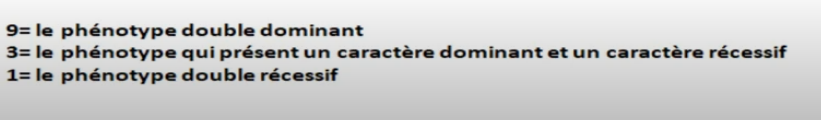 9= le phénotype double dominant
3= le phénotype qui présent un caractère dominant et un caractère récessif
1= le phénotype double récessif